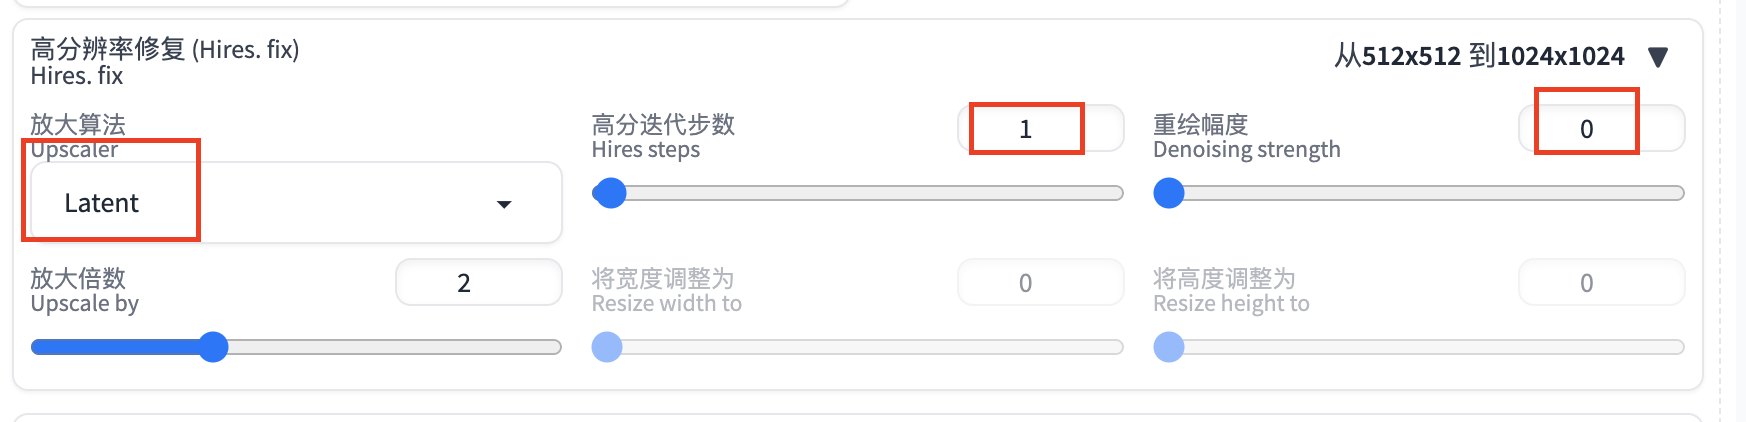 高分辨率修复 (Hires. fix)
Hires. fix
从512x512 到1024x1024 ▼
放大算法
Upscaler
Latent
高分迭代步数
Hires steps
1
重绘幅度
Denoising strength
0
放大倍数
Upscale by
2
将宽度调整为
Resize width to
0
将高度调整为
Resize height to
0